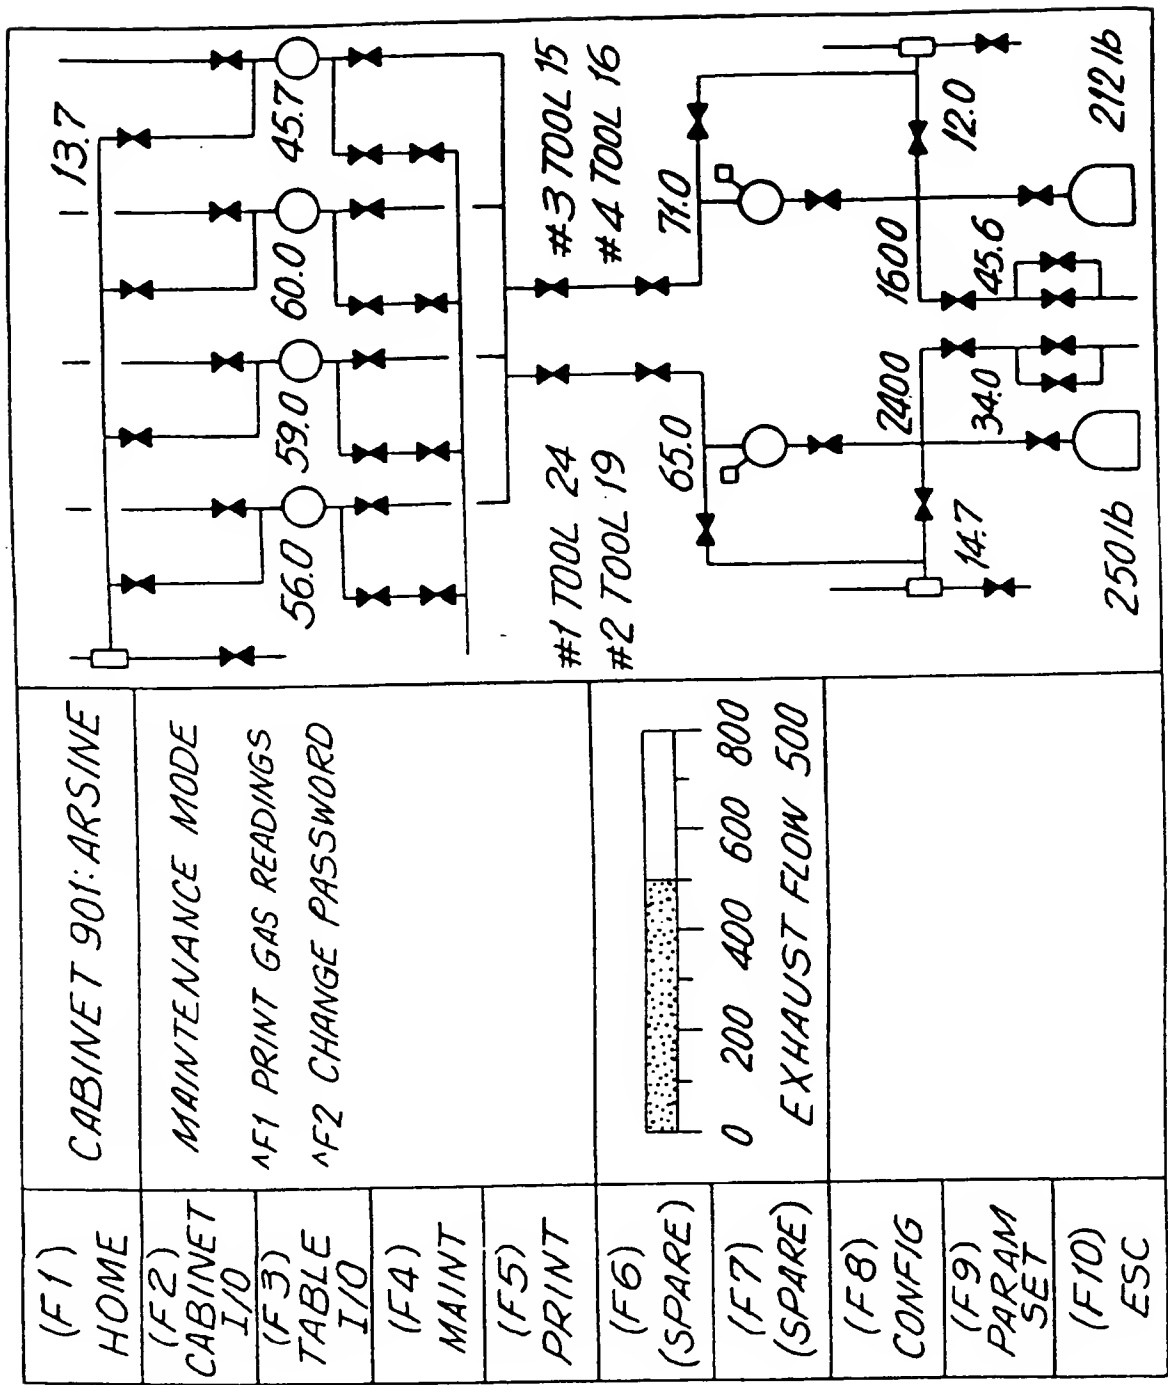 (F1)
HOME
(F2)
CABINET
I/O
(F3)
TABLE
I/O
(F4)
MAINT
(F5)
PRINT
(F6)
(SPARE)
(F7)
(SPARE)
(F8)
CONFIG
(F9)
PARAM
SET
(F10)
ESC
CABINET 901: ARSINE
MAINTENANCE MODE
^F1 PRINT GAS READINGS
^F2 CHANGE PASSWORD
0 200 400 600 800
EXHAUST FLOW 500
13.7
56.0 59.0 60.0 45.7
#1 TOOL 24
#2 TOOL 19
#3 TOOL 15
#4 TOOL 16
65.0 71.0
2400 1600
14.7 34.0 45.6 12.0
250 lb 212 lb